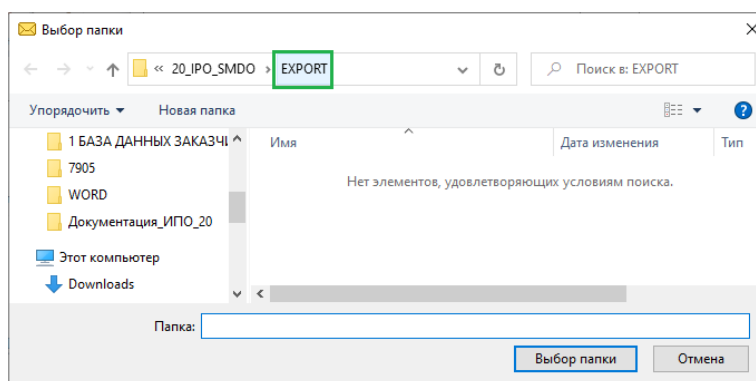 Выбор папки
« 20_IPO_SMDO › EXPORT Поиск в: EXPORT
Упорядочить Новая папка ?
1 БАЗА ДАННЫХ ЗАКАЗЧ Имя Дата изменения Тип
7905
Нет элементов, удовлетворяющих условиям поиска.
WORD
Документация_ИПО_20
Этот компьютер
Downloads
Папка:
Выбор папки Отмена